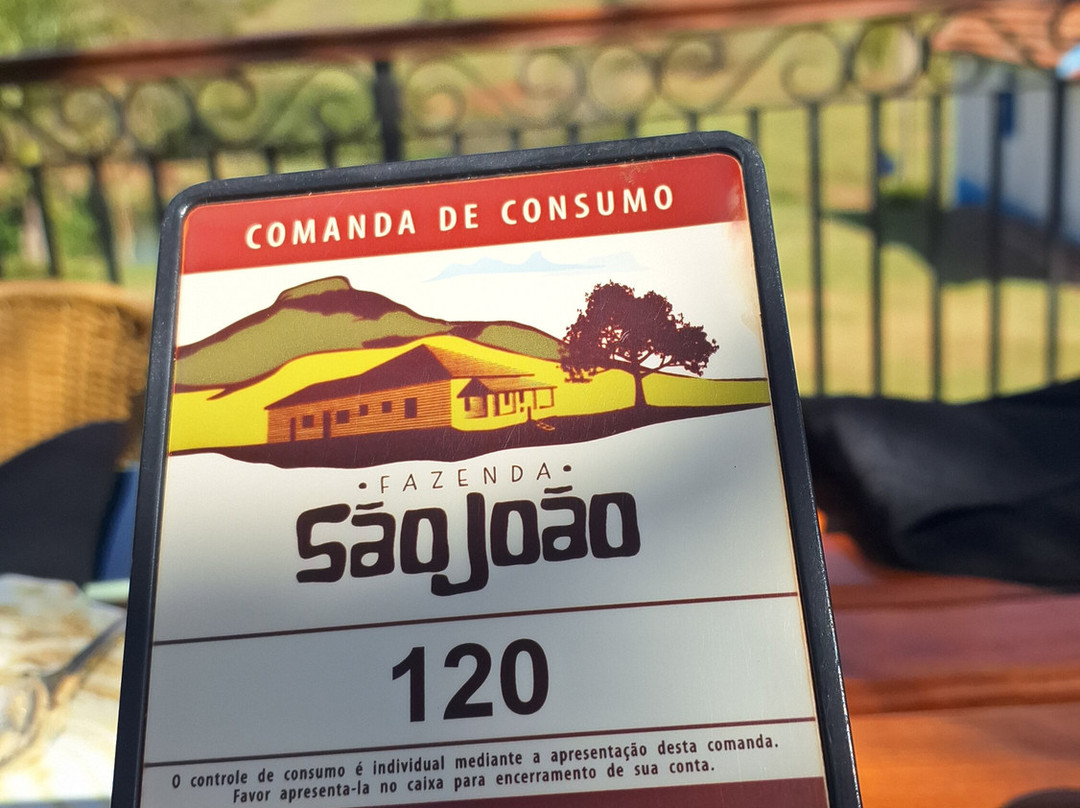 COMANDA DE CONSUMO
• FAZENDA •
São João
120
O controle de consumo é individual mediante a apresentação desta comanda.
Favor apresenta-la no caixa para encerramento de sua conta.